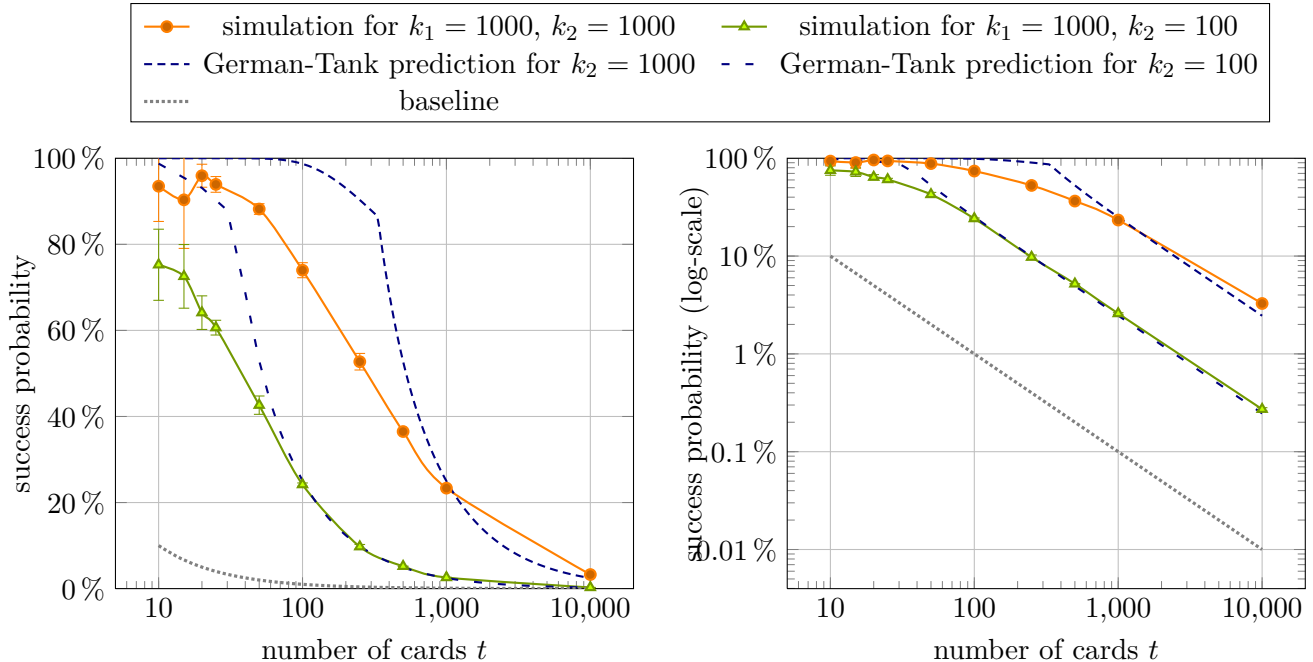 simulation for k₁ = 1000, k₂ = 1000
simulation for k₁ = 1000, k₂ = 100
German-Tank prediction for k₂ = 1000
German-Tank prediction for k₂ = 100
baseline
100 %
80 %
60 %
40 %
20 %
0 %
success probability
10
100
1,000
10,000
number of cards t
100 %
10 %
1 %
0.1 %
0.01 %
success probability (log-scale)
10
100
1,000
10,000
number of cards t